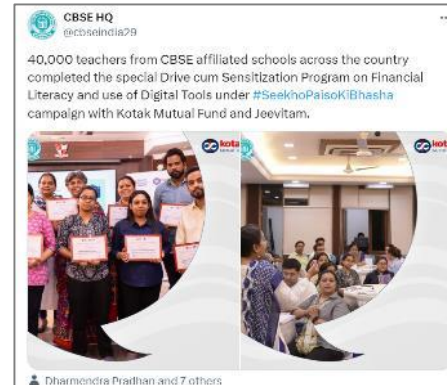 CBSE HQ
@cbseindia29
40,000 teachers from CBSE affiliated schools across the country
completed the special Drive cum Sensitization Program on Financial
Literacy and use of Digital Tools under #SeekhoPaisoKiBhasha
campaign with Kotak Mutual Fund and Jeevitam.
kotak
Dharmendra Pradhan and 7 others